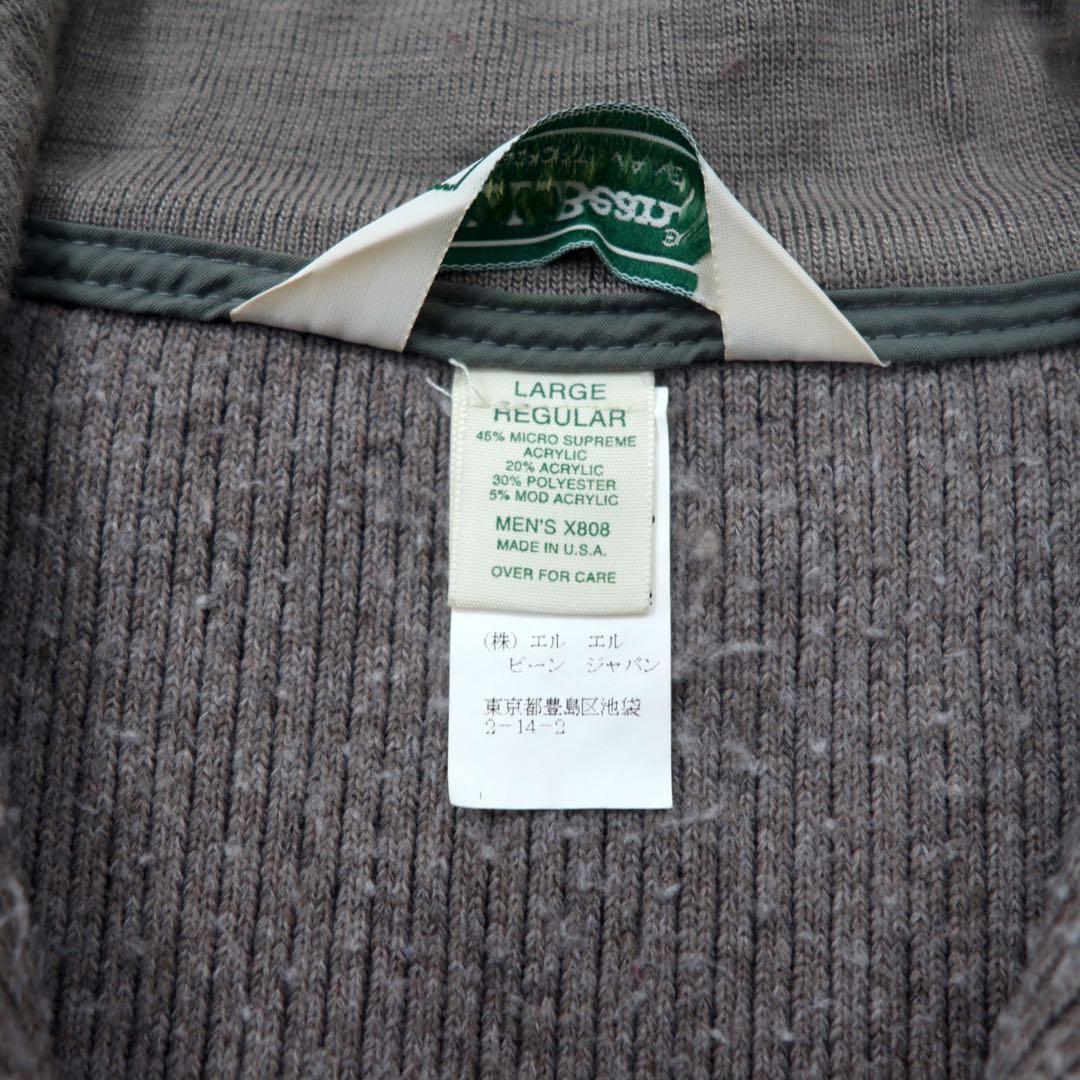 Bean
®
LARGE
REGULAR
45% MICRO SUPREME
ACRYLIC
20% ACRYLIC
30% POLYESTER
5% MOD ACRYLIC
MEN'S X808
MADE IN U.S.A.
OVER FOR CARE
(株) エル エル
ビーン ジャパン
東京都豊島区池袋
2-14-2